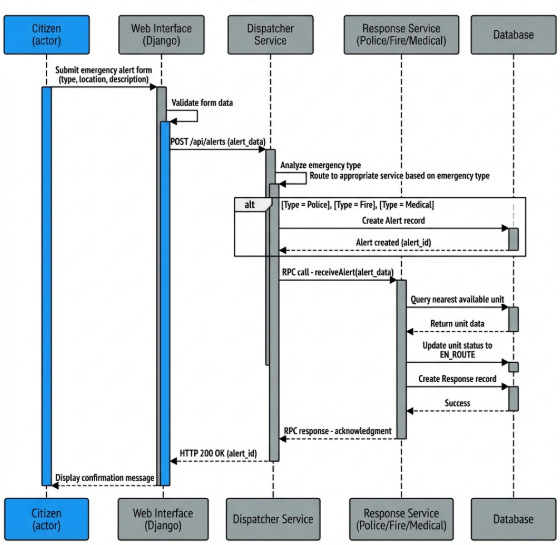 Citizen
(actor)
Web Interface
(Django)
Dispatcher
Service
Response Service
(Police/Fire/Medical)
Database
Submit emergency alert form
(type, location, description)
Validate form data
POST /api/alerts (alert_data)
Analyze emergency type
Route to appropriate service based on emergency type
alt
[Type = Police], [Type = Fire], [Type = Medical]
Create Alert record
Alert created (alert_id)
RPC call - receiveAlert(alert_data)
Query nearest available unit
Return unit data
Update unit status to
EN_ROUTE
Create Response record
Success
RPC response - acknowledgment
HTTP 200 OK (alert_id)
Display confirmation message
Citizen
(actor)
Web Interface
(Django)
Dispatcher Service
Response Service
(Police/Fire/Medical)
Database